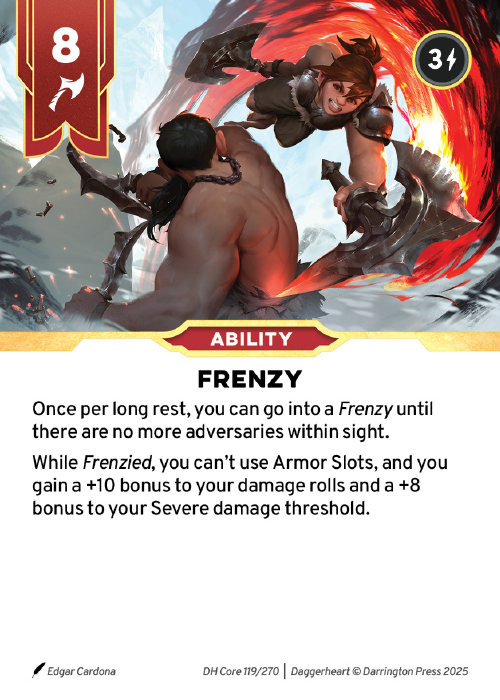 8
3
ABILITY
FRENZY
Once per long rest, you can go into a Frenzy until
there are no more adversaries within sight.
While Frenzied, you can’t use Armor Slots, and you
gain a +10 bonus to your damage rolls and a +8
bonus to your Severe damage threshold.
Edgar Cardona
DH Core 119/270 | Daggerheart © Darrington Press 2025